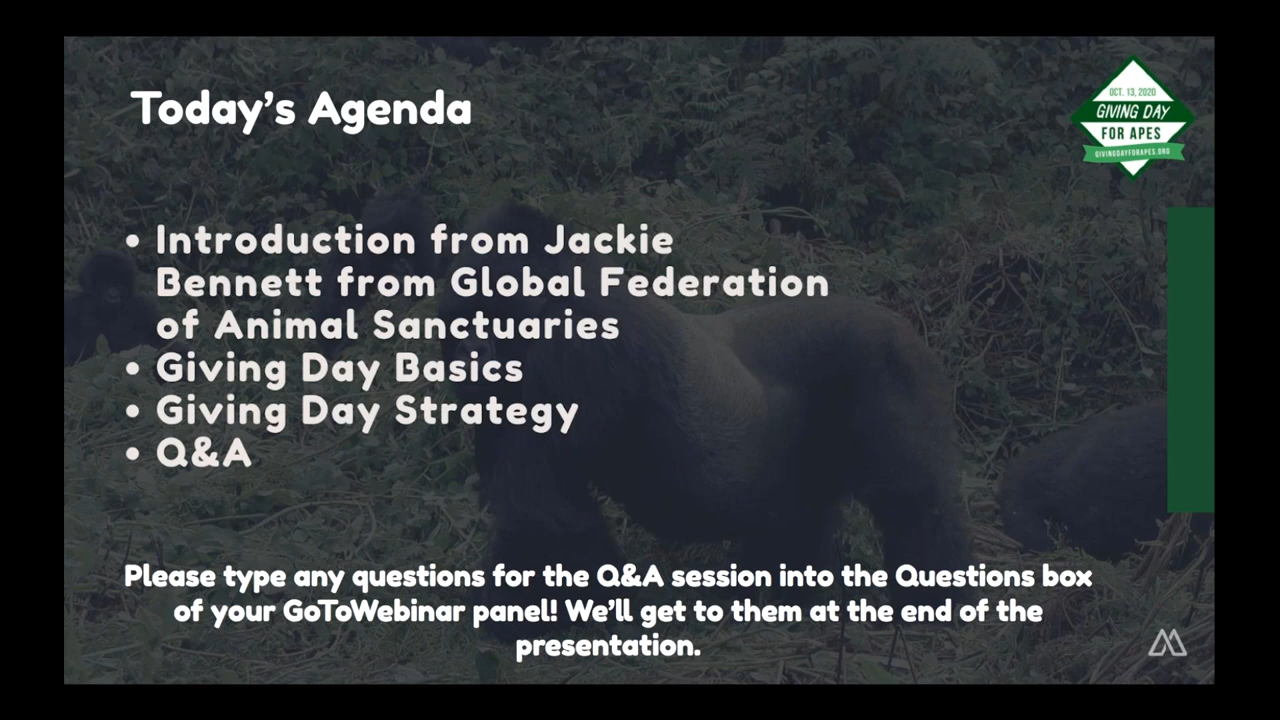 Today's Agenda
OCT. 13, 2020
GIVING DAY
FOR APES
GIVINGDAYFORAPES.ORG
• Introduction from Jackie
Bennett from Global Federation
of Animal Sanctuaries
• Giving Day Basics
• Giving Day Strategy
• Q&A
Please type any questions for the Q&A session into the Questions box
of your GoToWebinar panel! We'll get to them at the end of the
presentation.